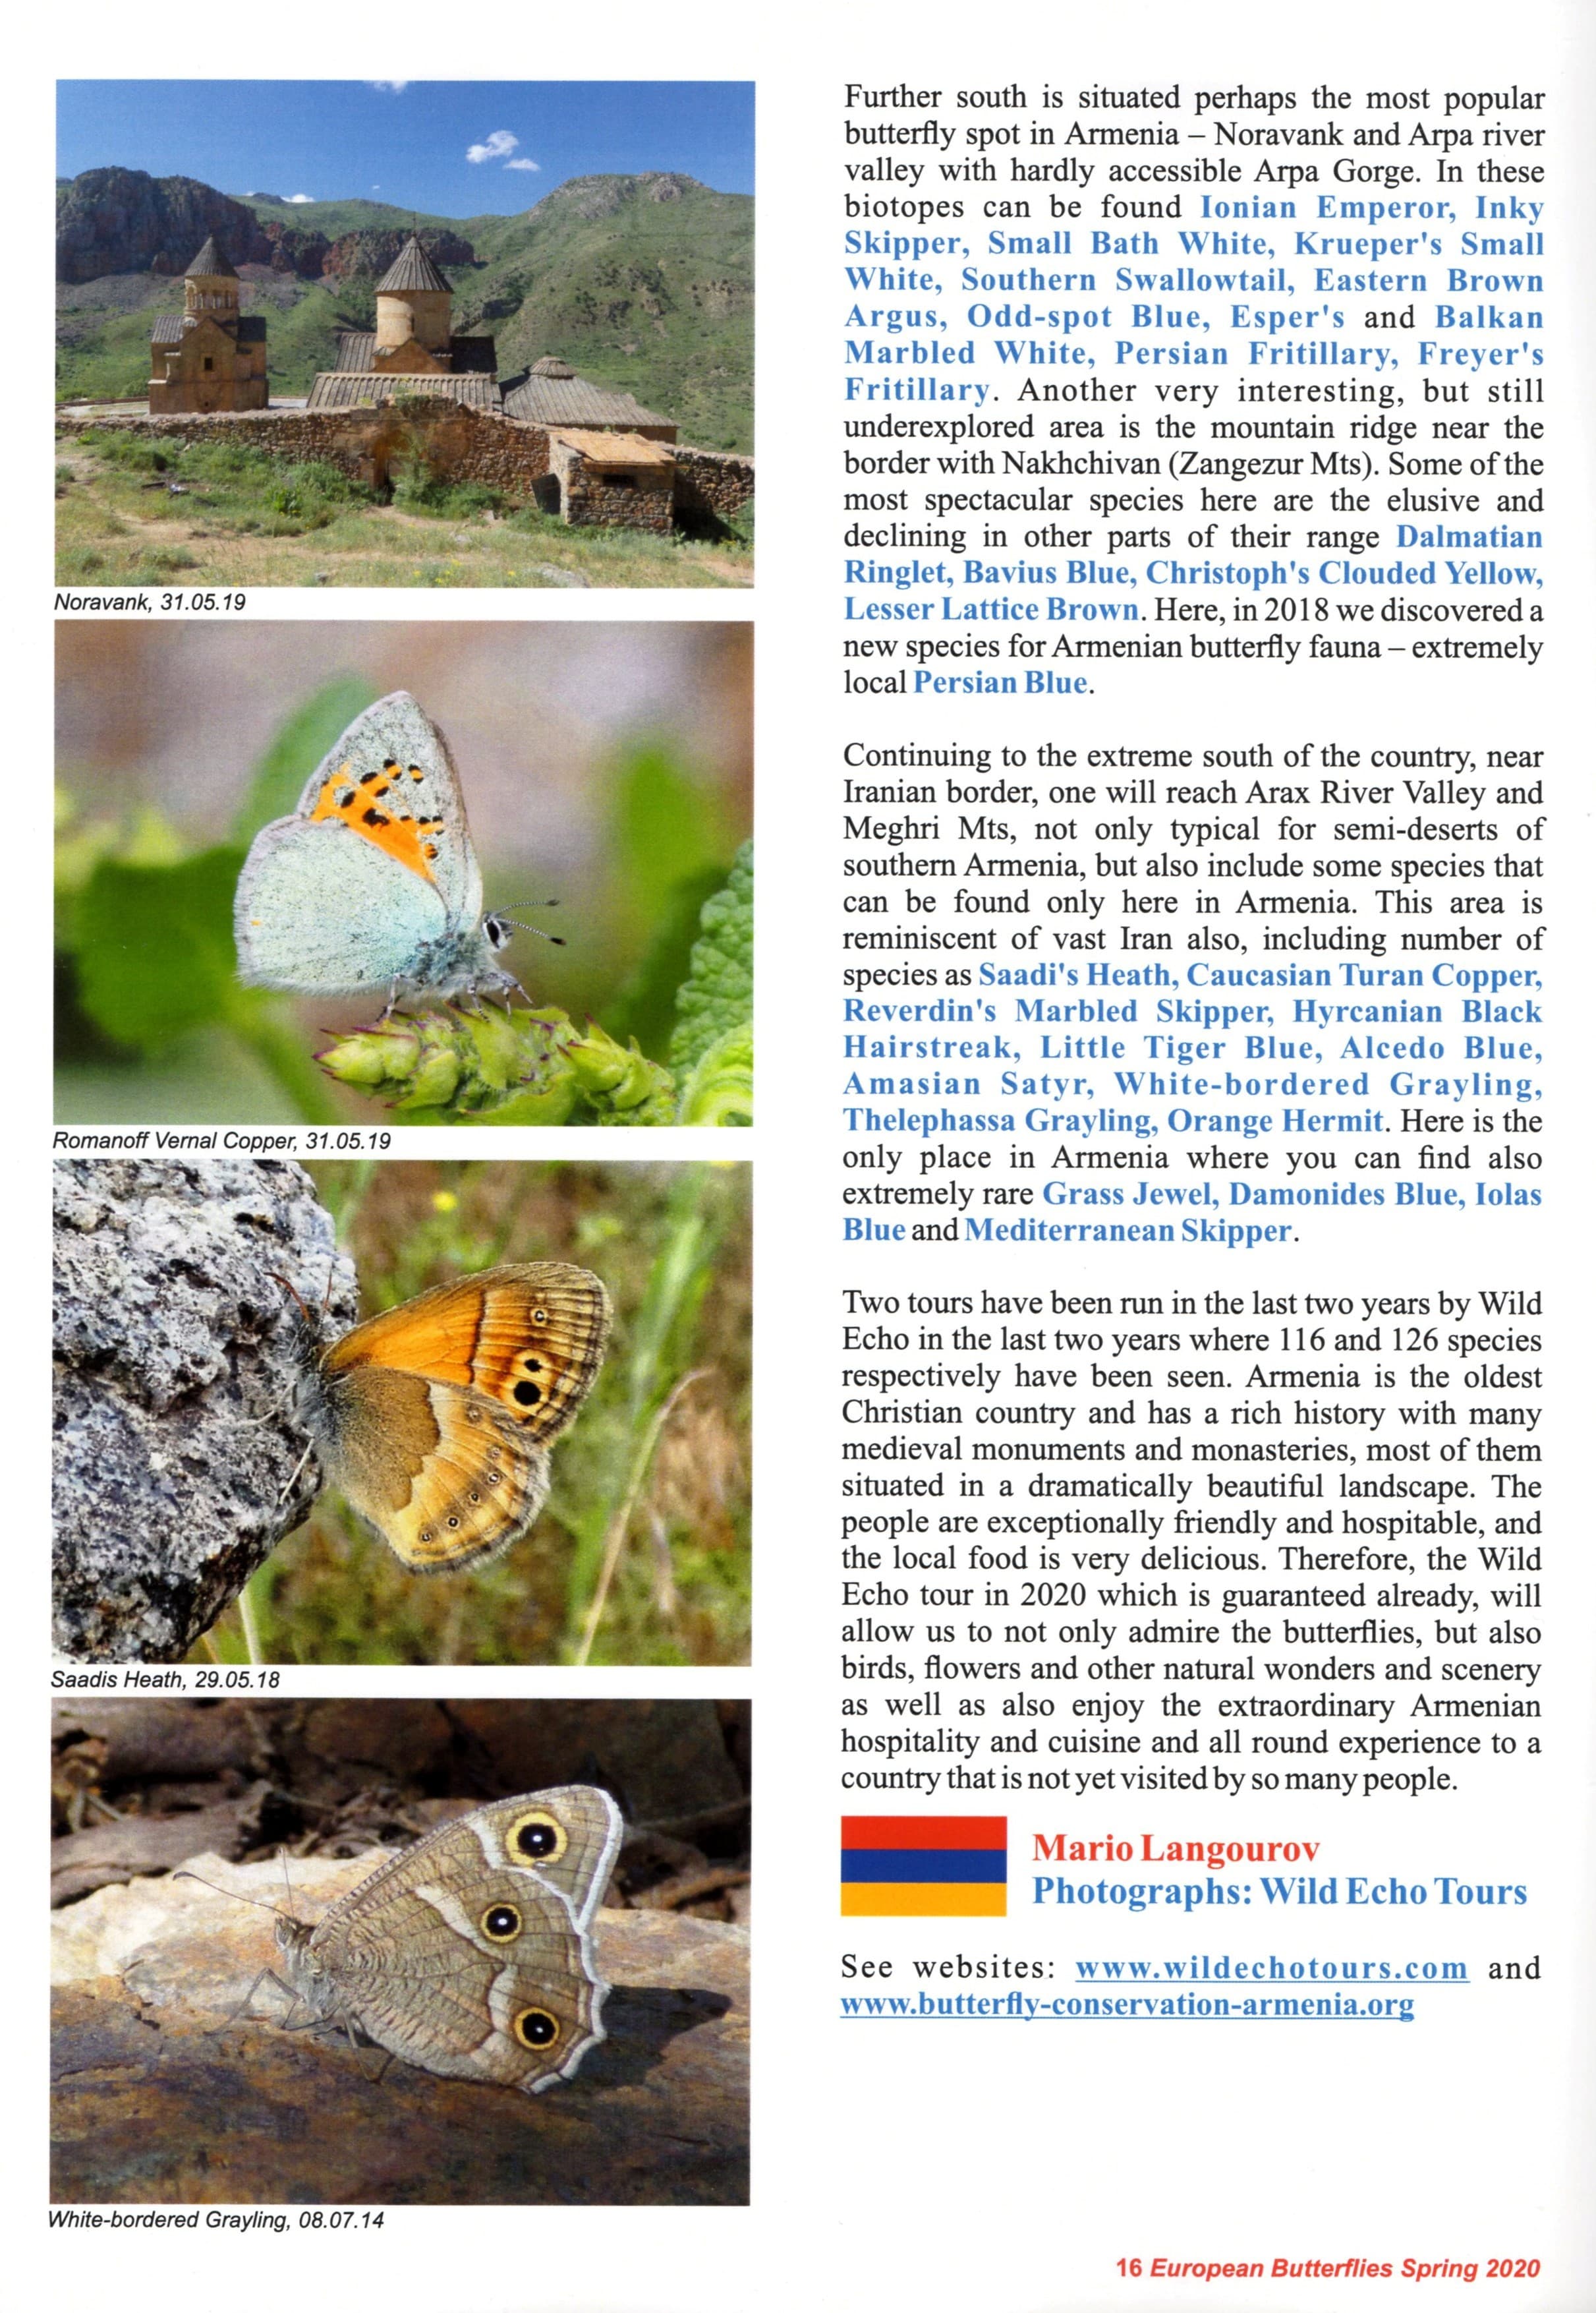 Noravank, 31.05.19
Romanoff Vernal Copper, 31.05.19
Saadis Heath, 29.05.18
White-bordered Grayling, 08.07.14
Further south is situated perhaps the most popular
butterfly spot in Armenia – Noravank and Arpa river
valley with hardly accessible Arpa Gorge. In these
biotopes can be found Ionian Emperor, Inky
Skipper, Small Bath White, Krueper's Small
White, Southern Swallowtail, Eastern Brown
Argus, Odd-spot Blue, Esper's and Balkan
Marbled White, Persian Fritillary, Freyer's
Fritillary. Another very interesting, but still
underexplored area is the mountain ridge near the
border with Nakhchivan (Zangezur Mts). Some of the
most spectacular species here are the elusive and
declining in other parts of their range Dalmatian
Ringlet, Bavius Blue, Christoph's Clouded Yellow,
Lesser Lattice Brown. Here, in 2018 we discovered a
new species for Armenian butterfly fauna – extremely
local Persian Blue.
Continuing to the extreme south of the country, near
Iranian border, one will reach Arax River Valley and
Meghri Mts, not only typical for semi-deserts of
southern Armenia, but also include some species that
can be found only here in Armenia. This area is
reminiscent of vast Iran also, including number of
species as Saadi's Heath, Caucasian Turan Copper,
Reverdin's Marbled Skipper, Hyrcanian Black
Hairstreak, Little Tiger Blue, Alcedo Blue,
Amasian Satyr, White-bordered Grayling,
Thelephassa Grayling, Orange Hermit. Here is the
only place in Armenia where you can find also
extremely rare Grass Jewel, Damonides Blue, Iolas
Blue and Mediterranean Skipper.
Two tours have been run in the last two years by Wild
Echo in the last two years where 116 and 126 species
respectively have been seen. Armenia is the oldest
Christian country and has a rich history with many
medieval monuments and monasteries, most of them
situated in a dramatically beautiful landscape. The
people are exceptionally friendly and hospitable, and
the local food is very delicious. Therefore, the Wild
Echo tour in 2020 which is guaranteed already, will
allow us to not only admire the butterflies, but also
birds, flowers and other natural wonders and scenery
as well as also enjoy the extraordinary Armenian
hospitality and cuisine and all round experience to a
country that is not yet visited by so many people.
Mario Langourov
Photographs: Wild Echo Tours
See websites: www.wildechotours.com and
www.butterfly-conservation-armenia.org
16 European Butterflies Spring 2020